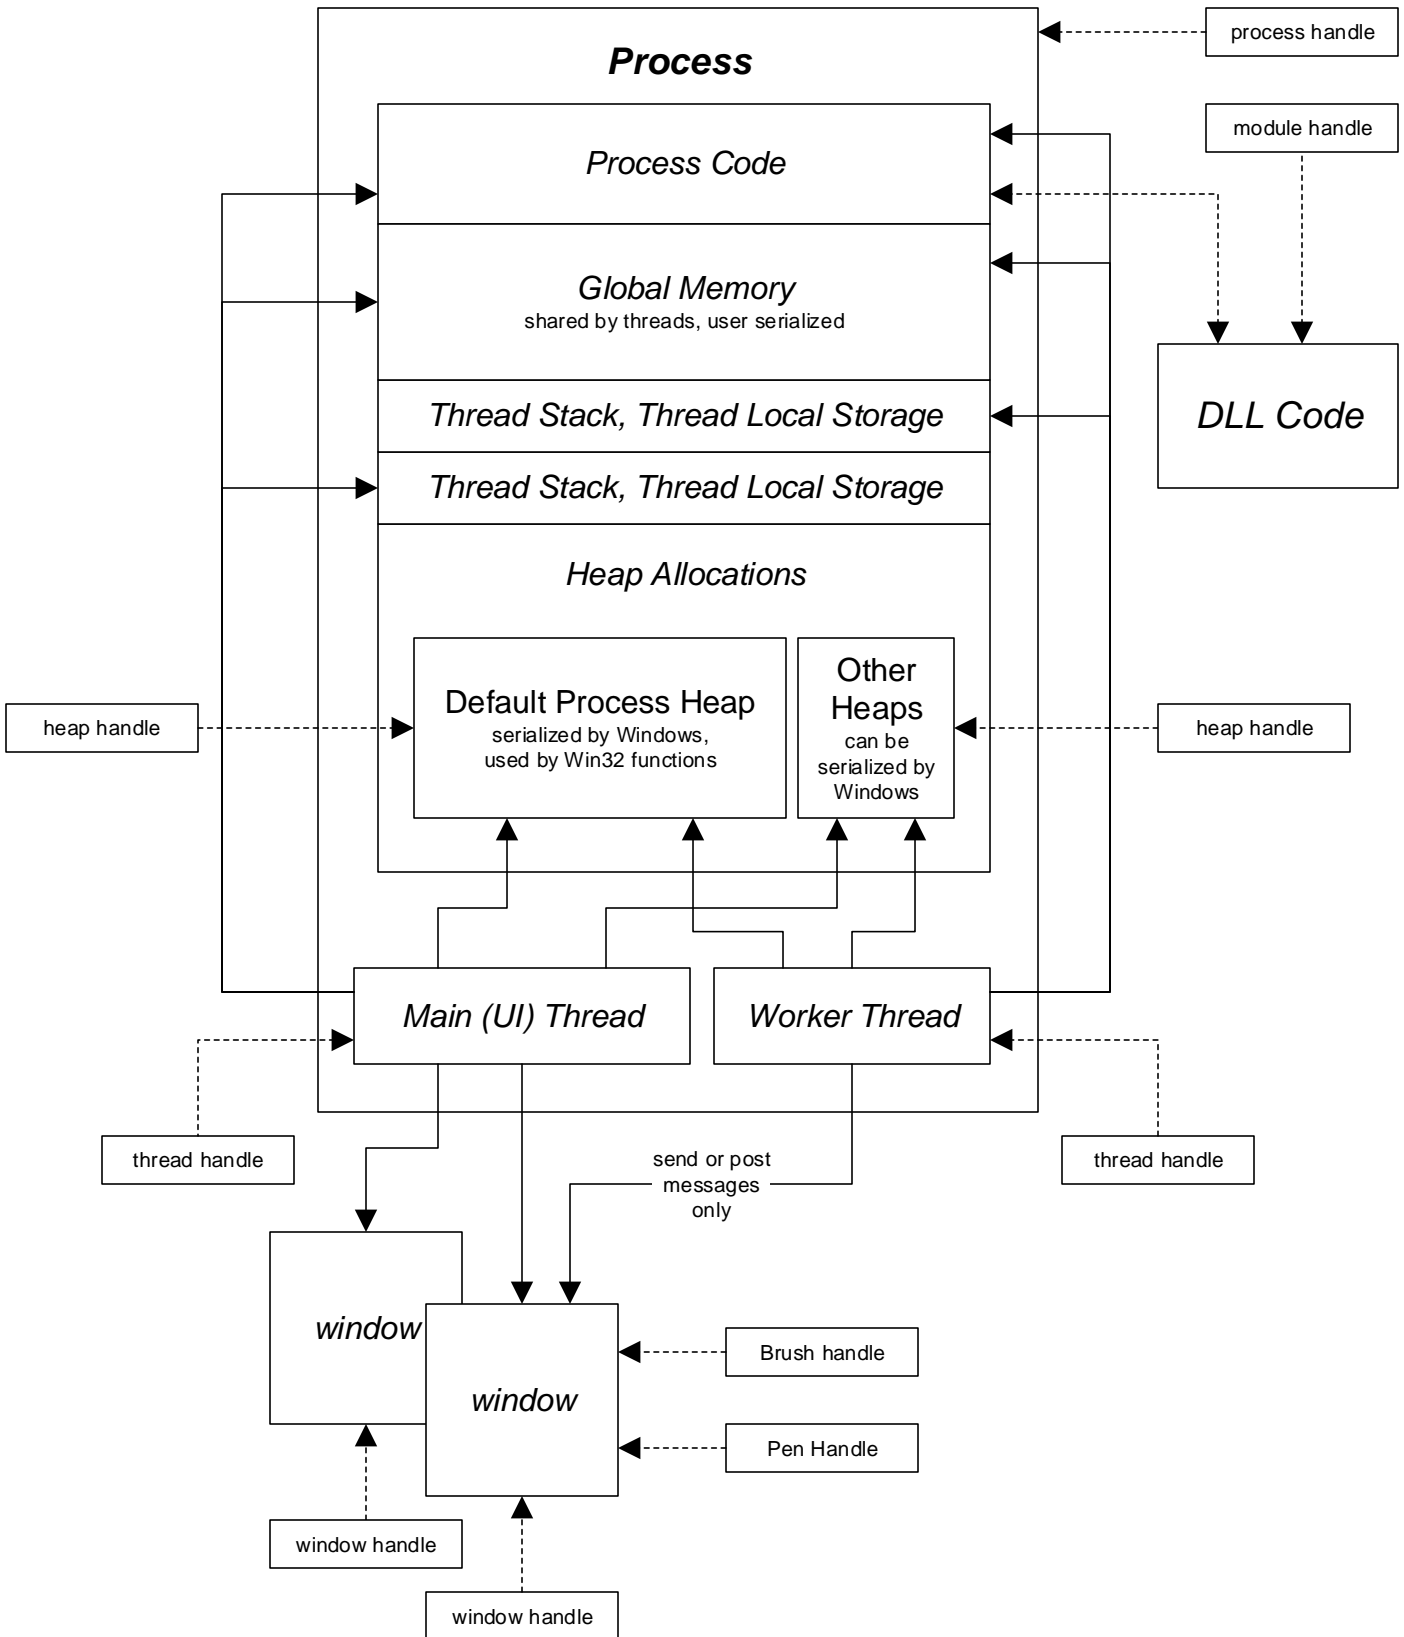 process handle
Process
module handle
Process Code
Global Memory
shared by threads, user serialized
Thread Stack, Thread Local Storage
DLL Code
Thread Stack, Thread Local Storage
Heap Allocations
heap handle
Default Process Heap
serialized by Windows,
used by Win32 functions
Other
Heaps
can be
serialized by
Windows
heap handle
Main (UI) Thread
Worker Thread
thread handle
send or post
messages
only
thread handle
window
window
Brush handle
Pen Handle
window handle
window handle